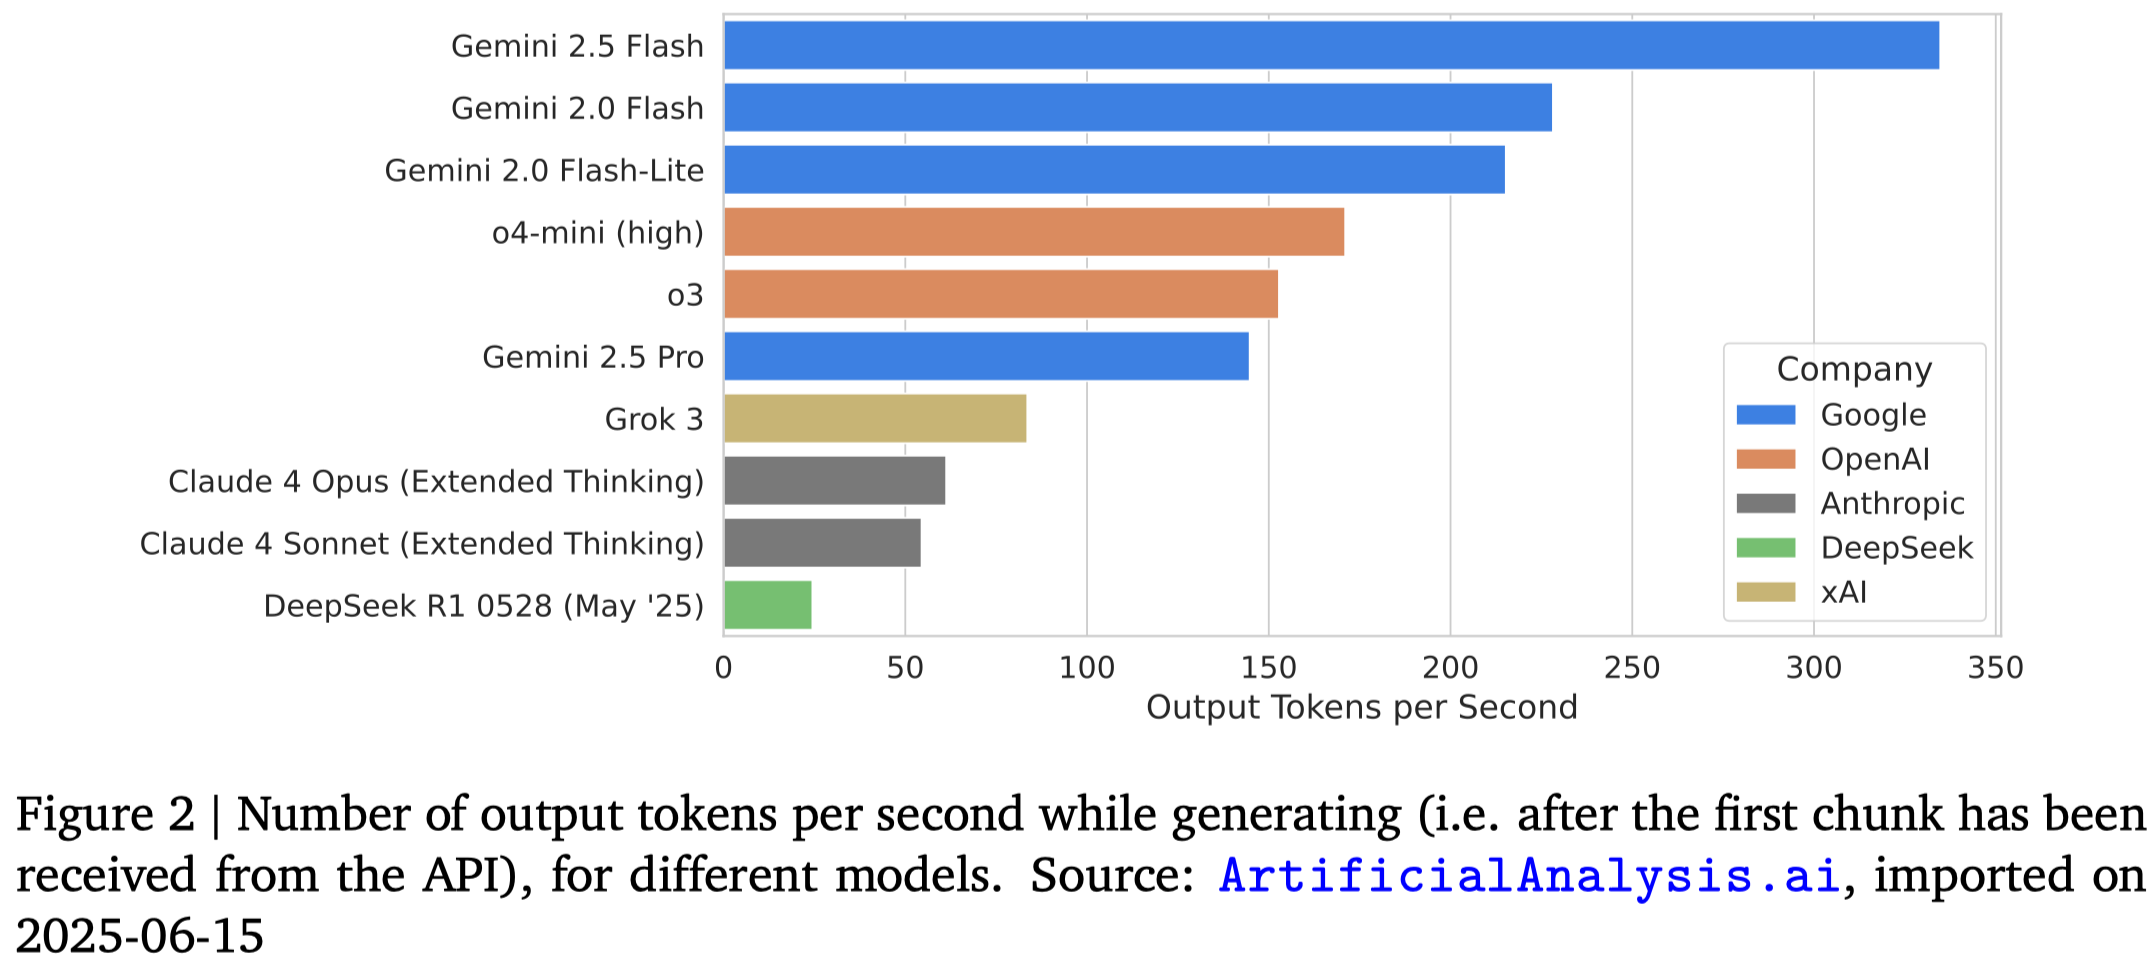 Gemini 2.5 Flash
Gemini 2.0 Flash
Gemini 2.0 Flash-Lite
o4-mini (high)
o3
Gemini 2.5 Pro
Grok 3
Claude 4 Opus (Extended Thinking)
Claude 4 Sonnet (Extended Thinking)
DeepSeek R1 0528 (May '25)
Company
Google
OpenAI
Anthropic
DeepSeek
xAI
0 50 100 150 200 250 300 350
Output Tokens per Second
Figure 2 | Number of output tokens per second while generating (i.e. after the first chunk has been
received from the API), for different models. Source: ArtificialAnalysis.ai, imported on
2025-06-15